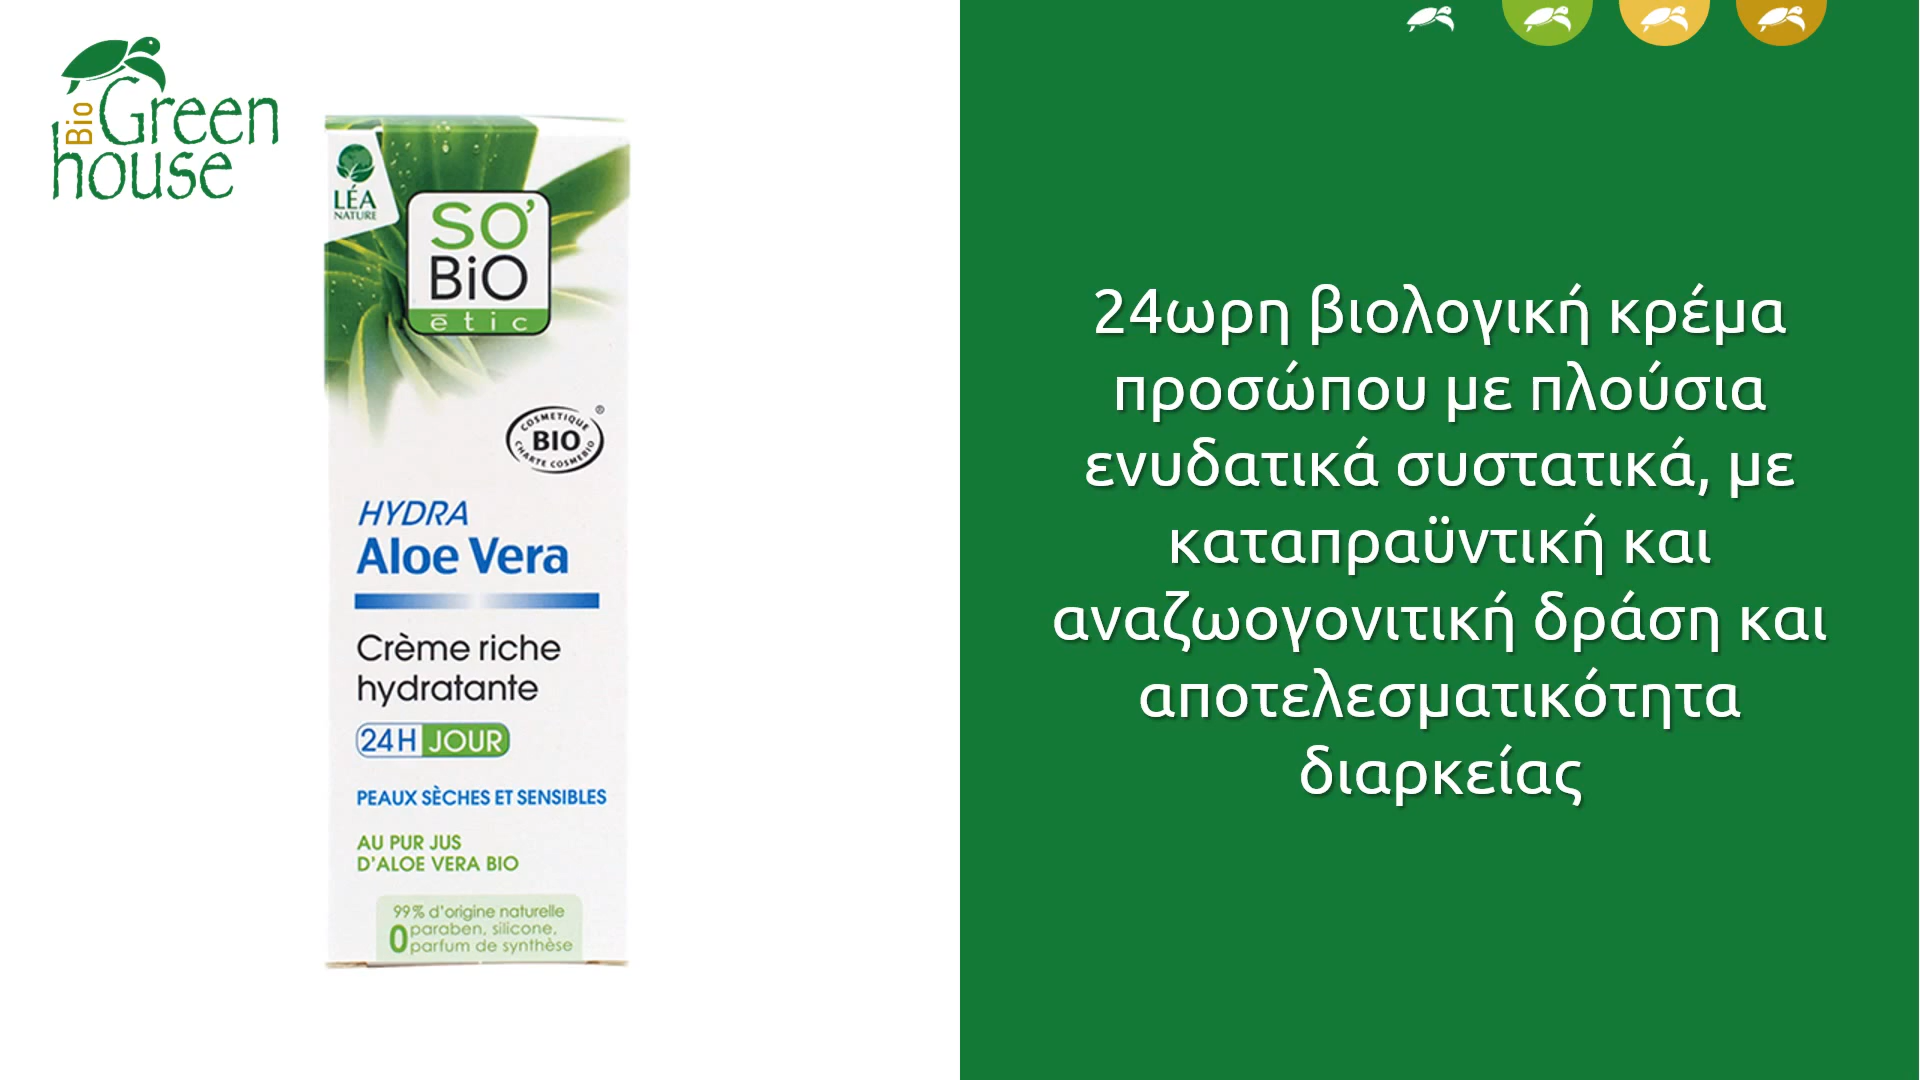 Bio Green
house
LÉA
NATURE
SO'
BiO
ētic
COSMETIQUE
BIO
CHARTE COSMEBIO
®
HYDRA
Aloe Vera
Crème riche
hydratante
24H JOUR
PEAUX SÈCHES ET SENSIBLES
AU PUR JUS
D'ALOE VERA BIO
99% d'origine naturelle
0 paraben, silicone,
parfum de synthèse
24ωρη βιολογική κρέμα
προσώπου με πλούσια
ενυδατικά συστατικά, με
καταπραϋντική και
αναζωογονιτική δράση και
αποτελεσματικότητα
διαρκείας